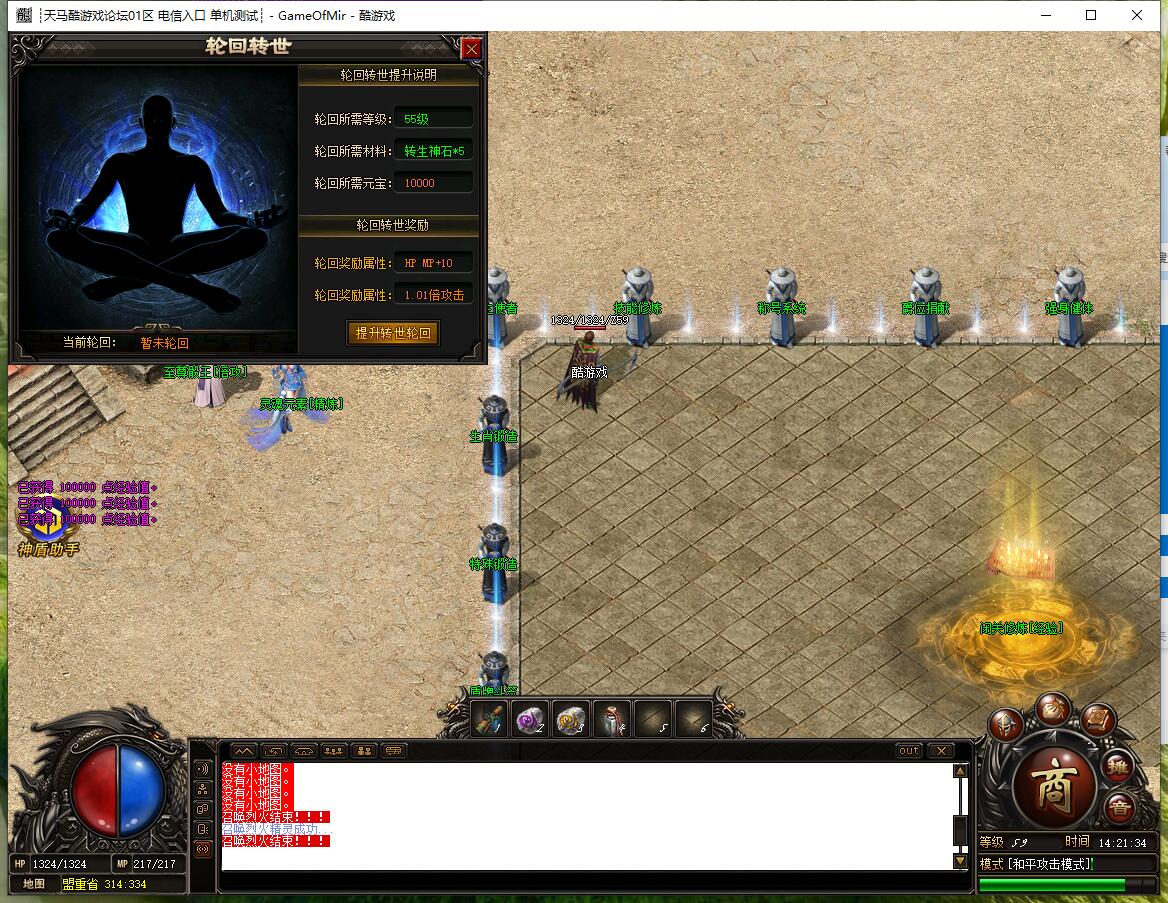 天马酷游戏论坛01区 电信入口 单机测试 - GameOfMir - 酷游戏
轮回转世
轮回转世提升说明
轮回所需等级: 55级
轮回所需材料: 转生神石*5
轮回所需元宝: 10000
轮回转世奖励
轮回奖励属性: HP MP+10
轮回奖励属性: 1.01倍攻击
提升转世轮回
当前轮回: 暂未轮回
使者
技能修炼
称号系统
爵位捐献
强身健体
1324/1324/Z59
酷游戏
至尊骰王[倍攻]
灵魂元素[精炼]
生肖锻造
已获得 100000 点经验值。
已获得 100000 点经验值。
已获得 100000 点经验值。
神盾助手
特殊锻造
闭关修炼[经验]
1
2
3
4
5
6
out
没有小地图。
没有小地图。
没有小地图。
没有小地图。
召唤烈火结束!!!
召唤烈火精灵成功...
召唤烈火结束!!!
商
摊
音
HP 1324/1324
MP 217/217
地图 盟重省 314:334
等级 59
时间 14:21:34
模式 [和平攻击模式]